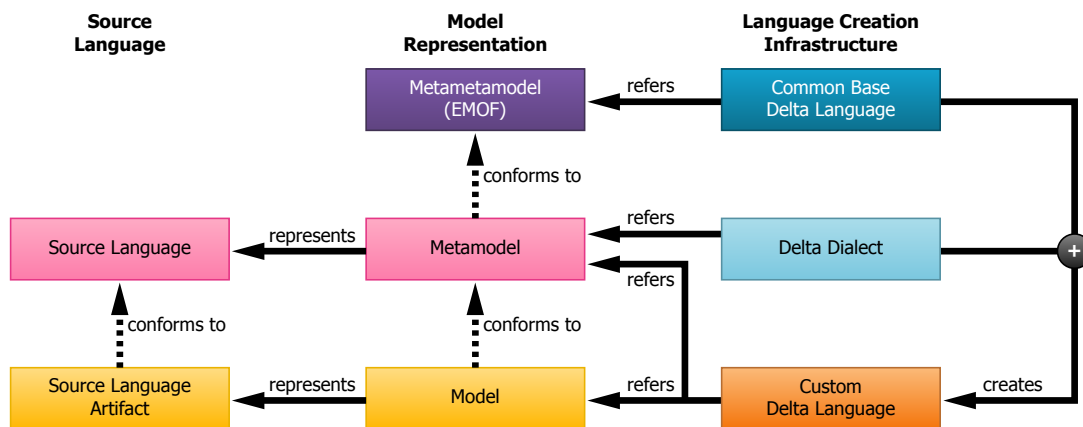 Source
Language
Model
Representation
Language Creation
Infrastructure
Metametamodel
(EMOF)
refers
Common Base
Delta Language
conforms to
Source Language
represents
Metamodel
refers
refers
Delta Dialect
+
conforms to
conforms to
Source Language
Artifact
represents
Model
refers
Custom
Delta Language
creates